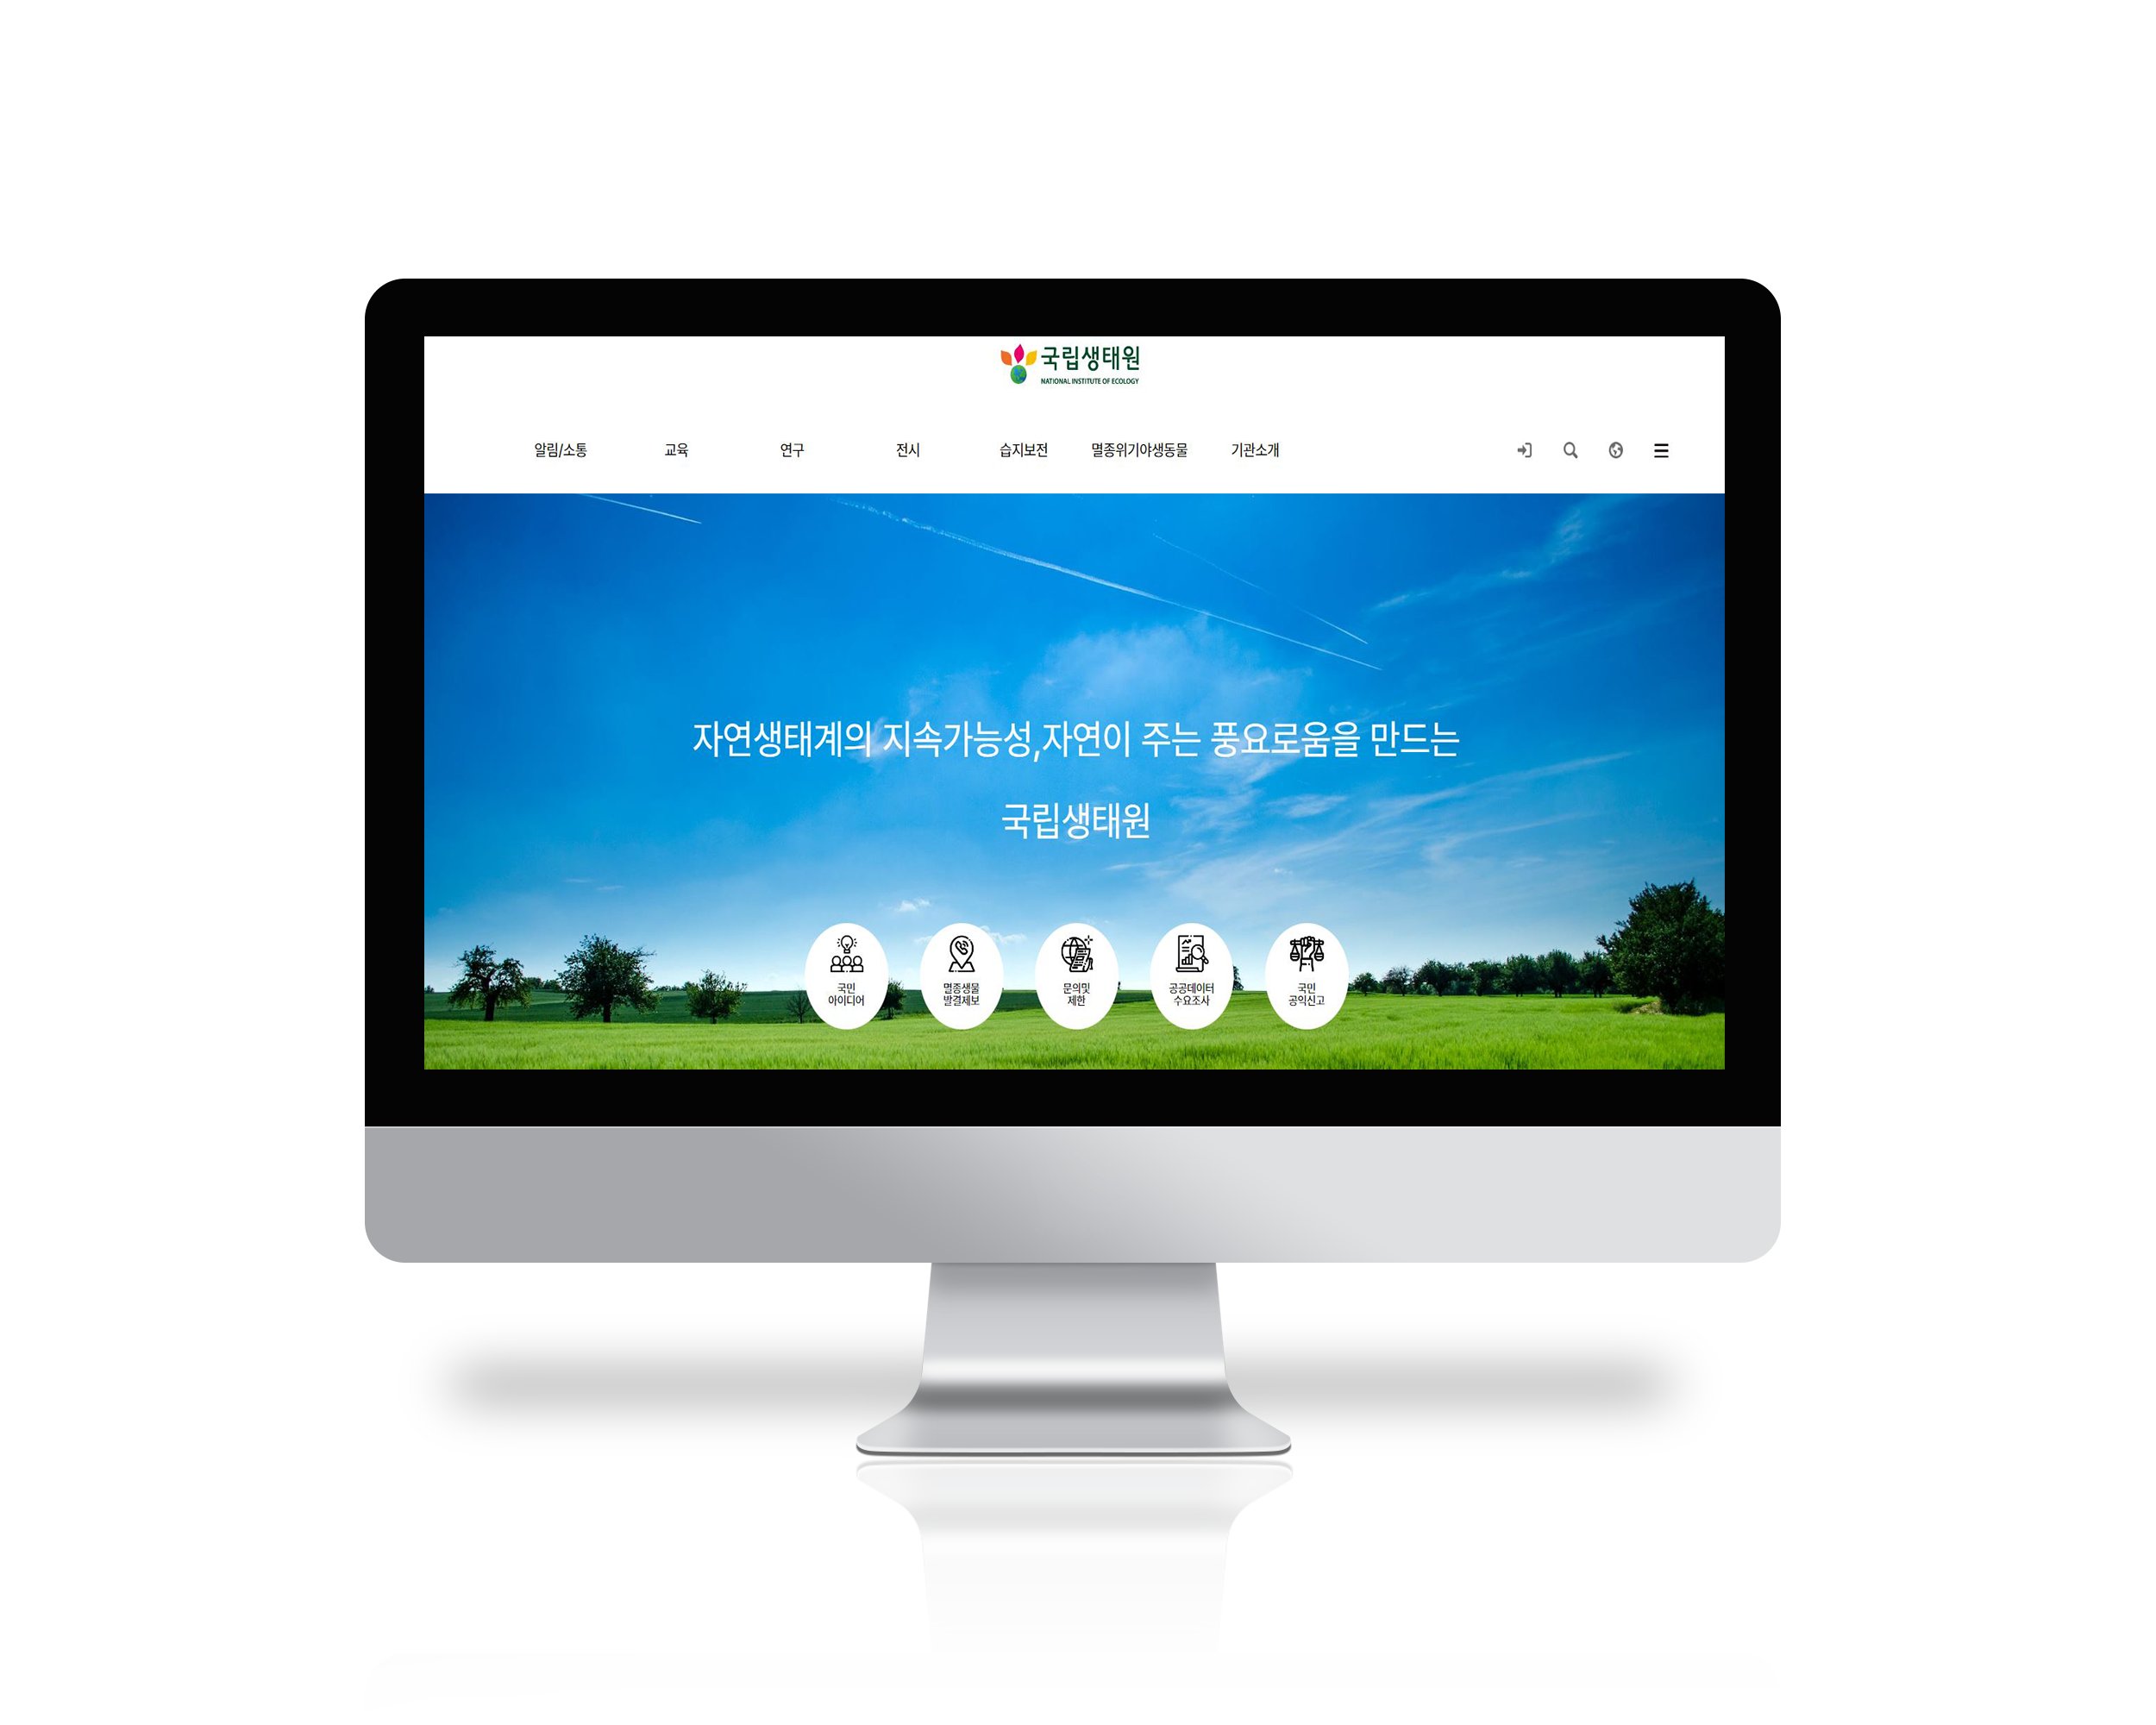 국립생태원
NATIONAL INSTITUTE OF ECOLOGY
알림/소통 교육 연구 전시 습지보전 멸종위기야생동물 기관소개
자연생태계의 지속가능성,자연이 주는 풍요로움을 만드는
국립생태원
국민
아이디어
멸종생물
발견제보
문의및
제한
공공데이터
수요조사
국민
공익신고